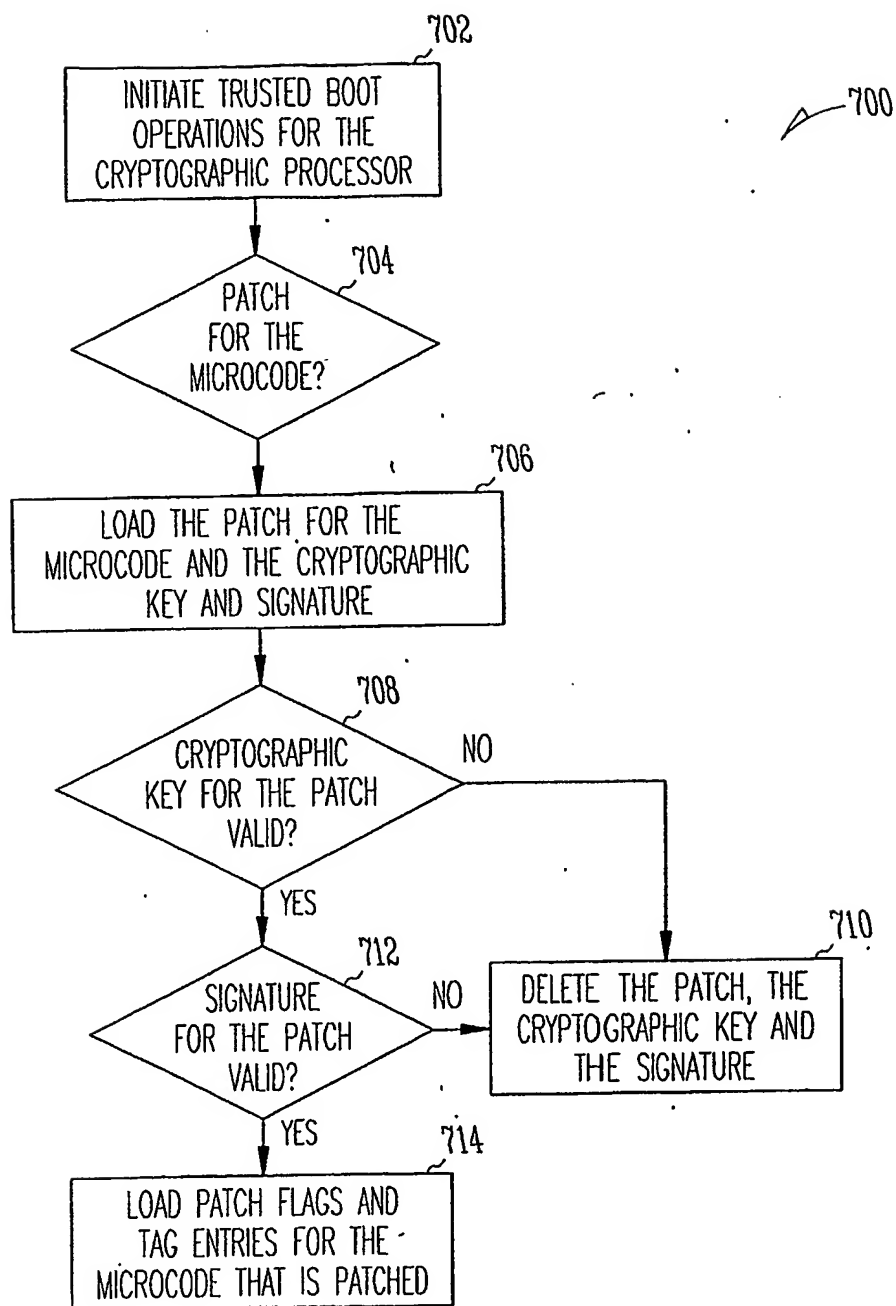 702
INITIATE TRUSTED BOOT
OPERATIONS FOR THE
CRYPTOGRAPHIC PROCESSOR
700
704
PATCH
FOR THE
MICROCODE?
706
LOAD THE PATCH FOR THE
MICROCODE AND THE CRYPTOGRAPHIC
KEY AND SIGNATURE
708
CRYPTOGRAPHIC
KEY FOR THE PATCH
VALID?
NO
YES
712
SIGNATURE
FOR THE PATCH
VALID?
NO
710
DELETE THE PATCH, THE
CRYPTOGRAPHIC KEY AND
THE SIGNATURE
YES
714
LOAD PATCH FLAGS AND
TAG ENTRIES FOR THE
MICROCODE THAT IS PATCHED